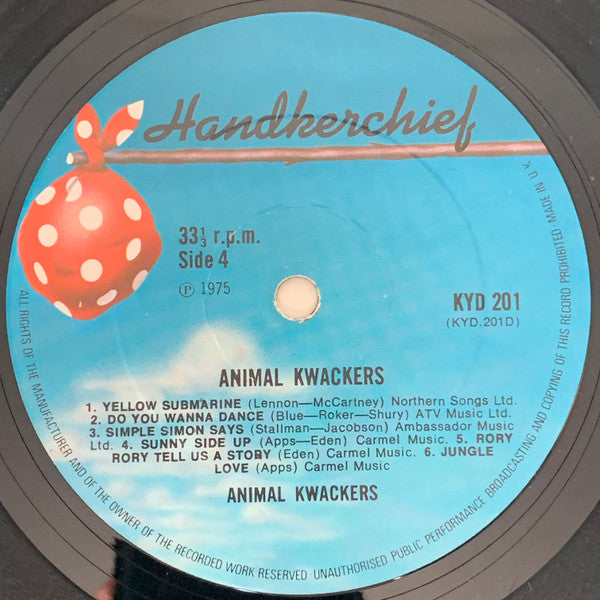 Handkerchief
33⅓ r.p.m.
Side 4
Ⓟ 1975
KYD 201
(KYD.201D)
ANIMAL KWACKERS
1. YELLOW SUBMARINE (Lennon—McCartney) Northern Songs Ltd.
2. DO YOU WANNA DANCE (Blue—Roker—Shury) ATV Music Ltd.
3. SIMPLE SIMON SAYS (Stallman—Jacobson) Ambassador Music
Ltd. 4. SUNNY SIDE UP (Apps—Eden) Carmel Music. 5. RORY
RORY TELL US A STORY (Eden) Carmel Music. 6. JUNGLE
LOVE (Apps) Carmel Music
ANIMAL KWACKERS
ALL RIGHTS OF THE MANUFACTURER AND OF THE OWNER OF THE RECORDED WORK RESERVED UNAUTHORISED PUBLIC PERFORMANCE BROADCASTING AND COPYING OF THIS RECORD PROHIBITED MADE IN U K